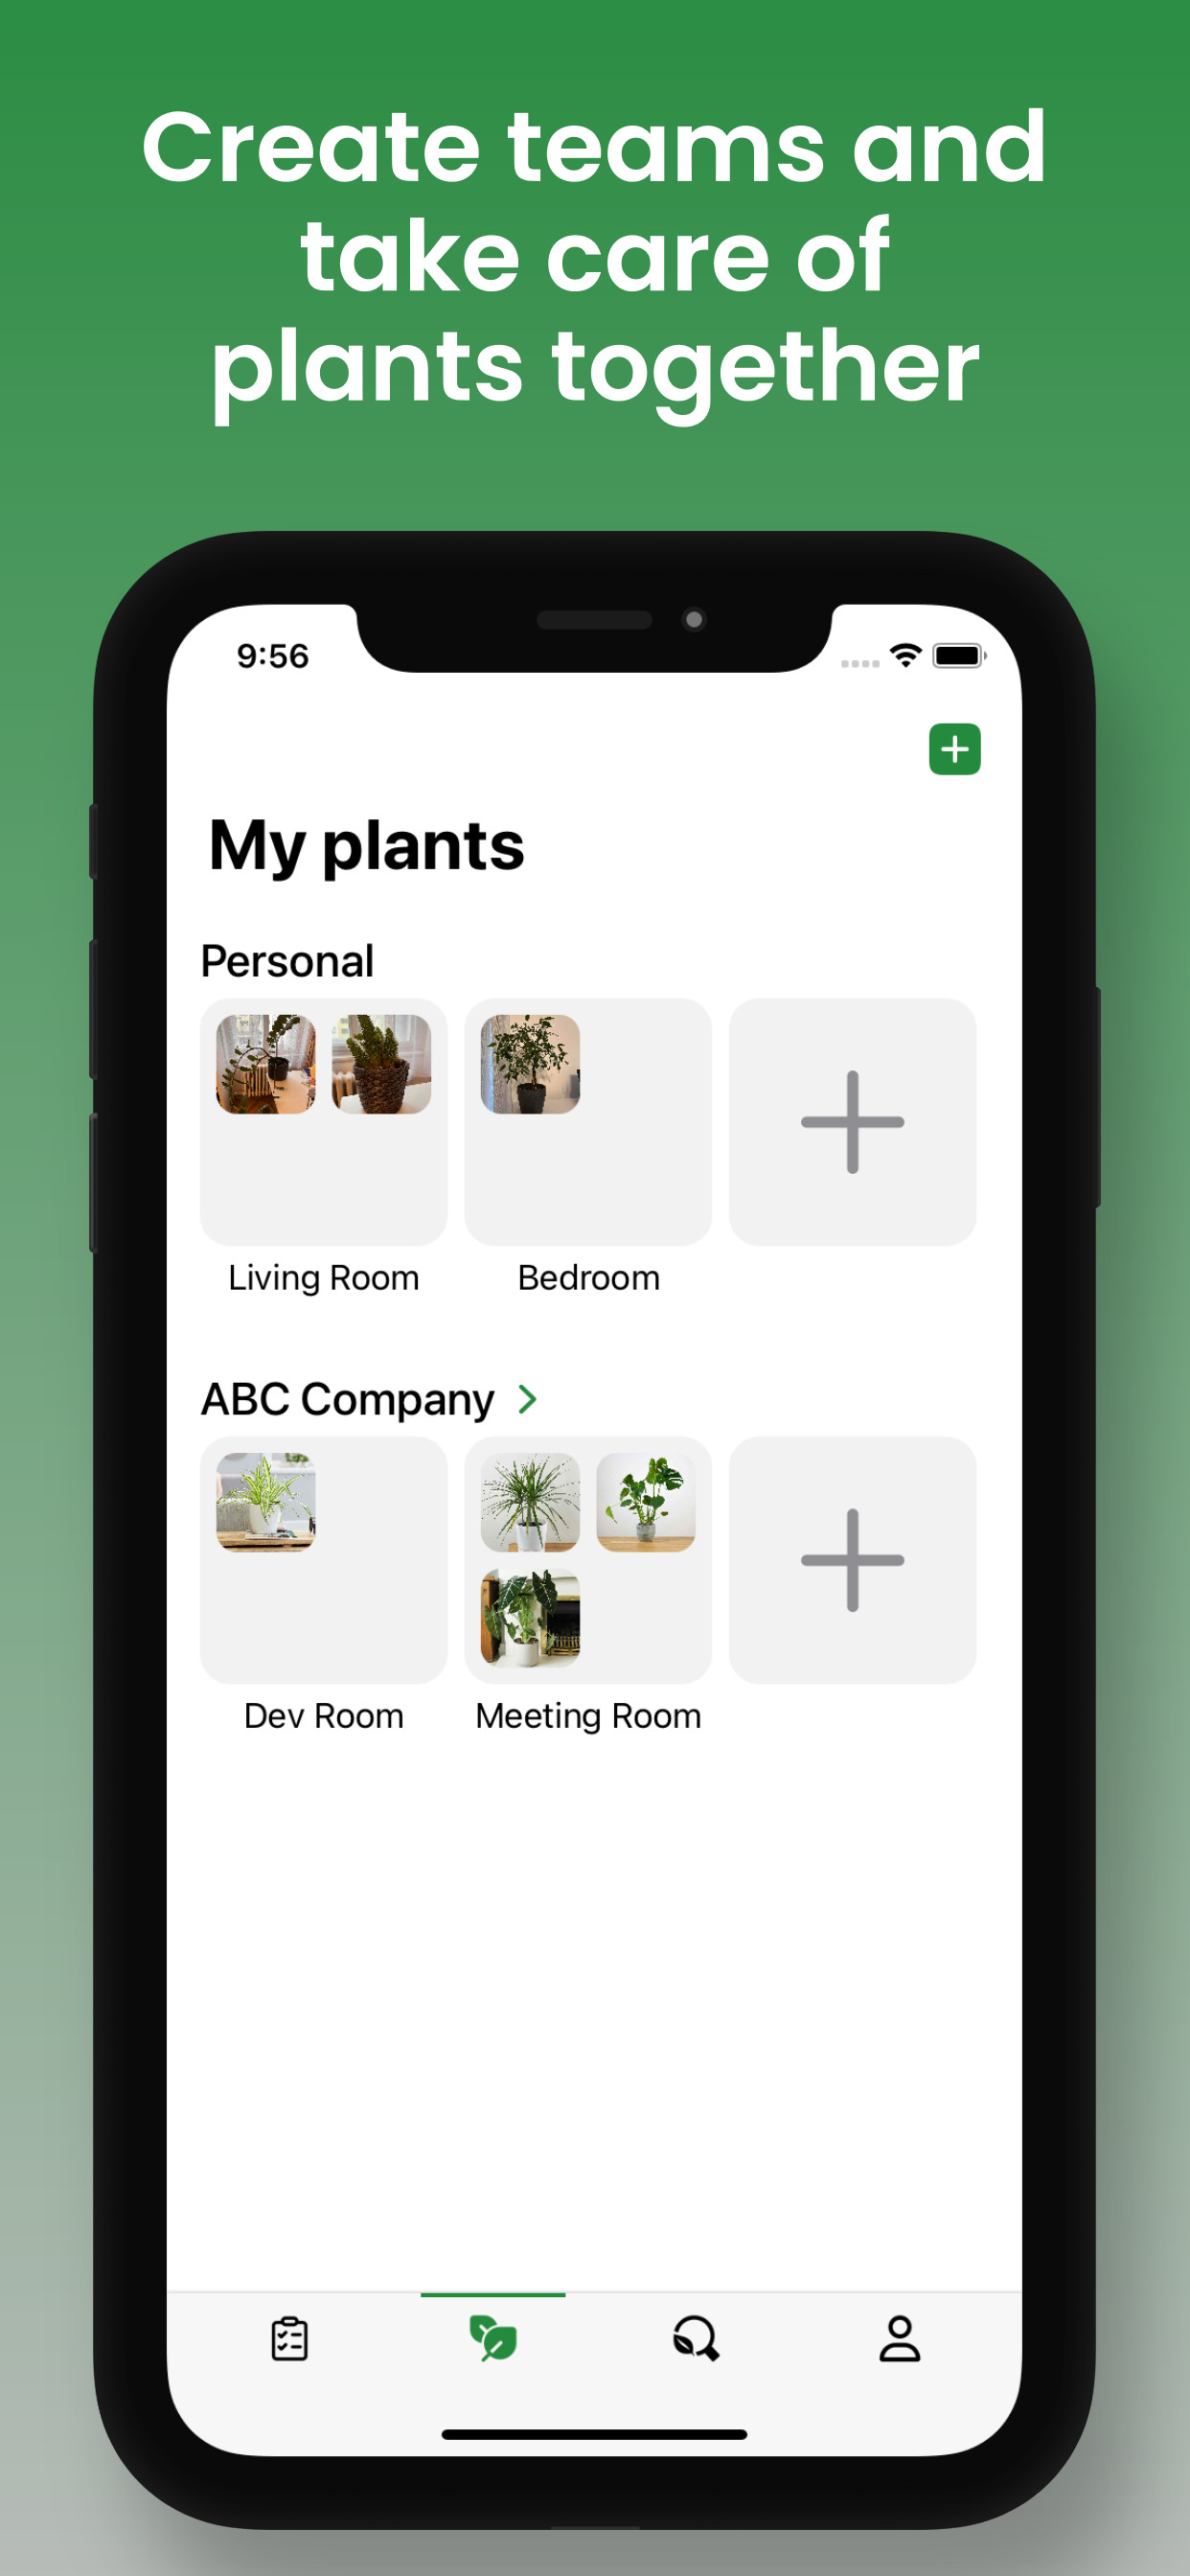 Create teams and
take care of
plants together
9:56
My plants
Personal
Living Room
Bedroom
ABC Company
Dev Room
Meeting Room